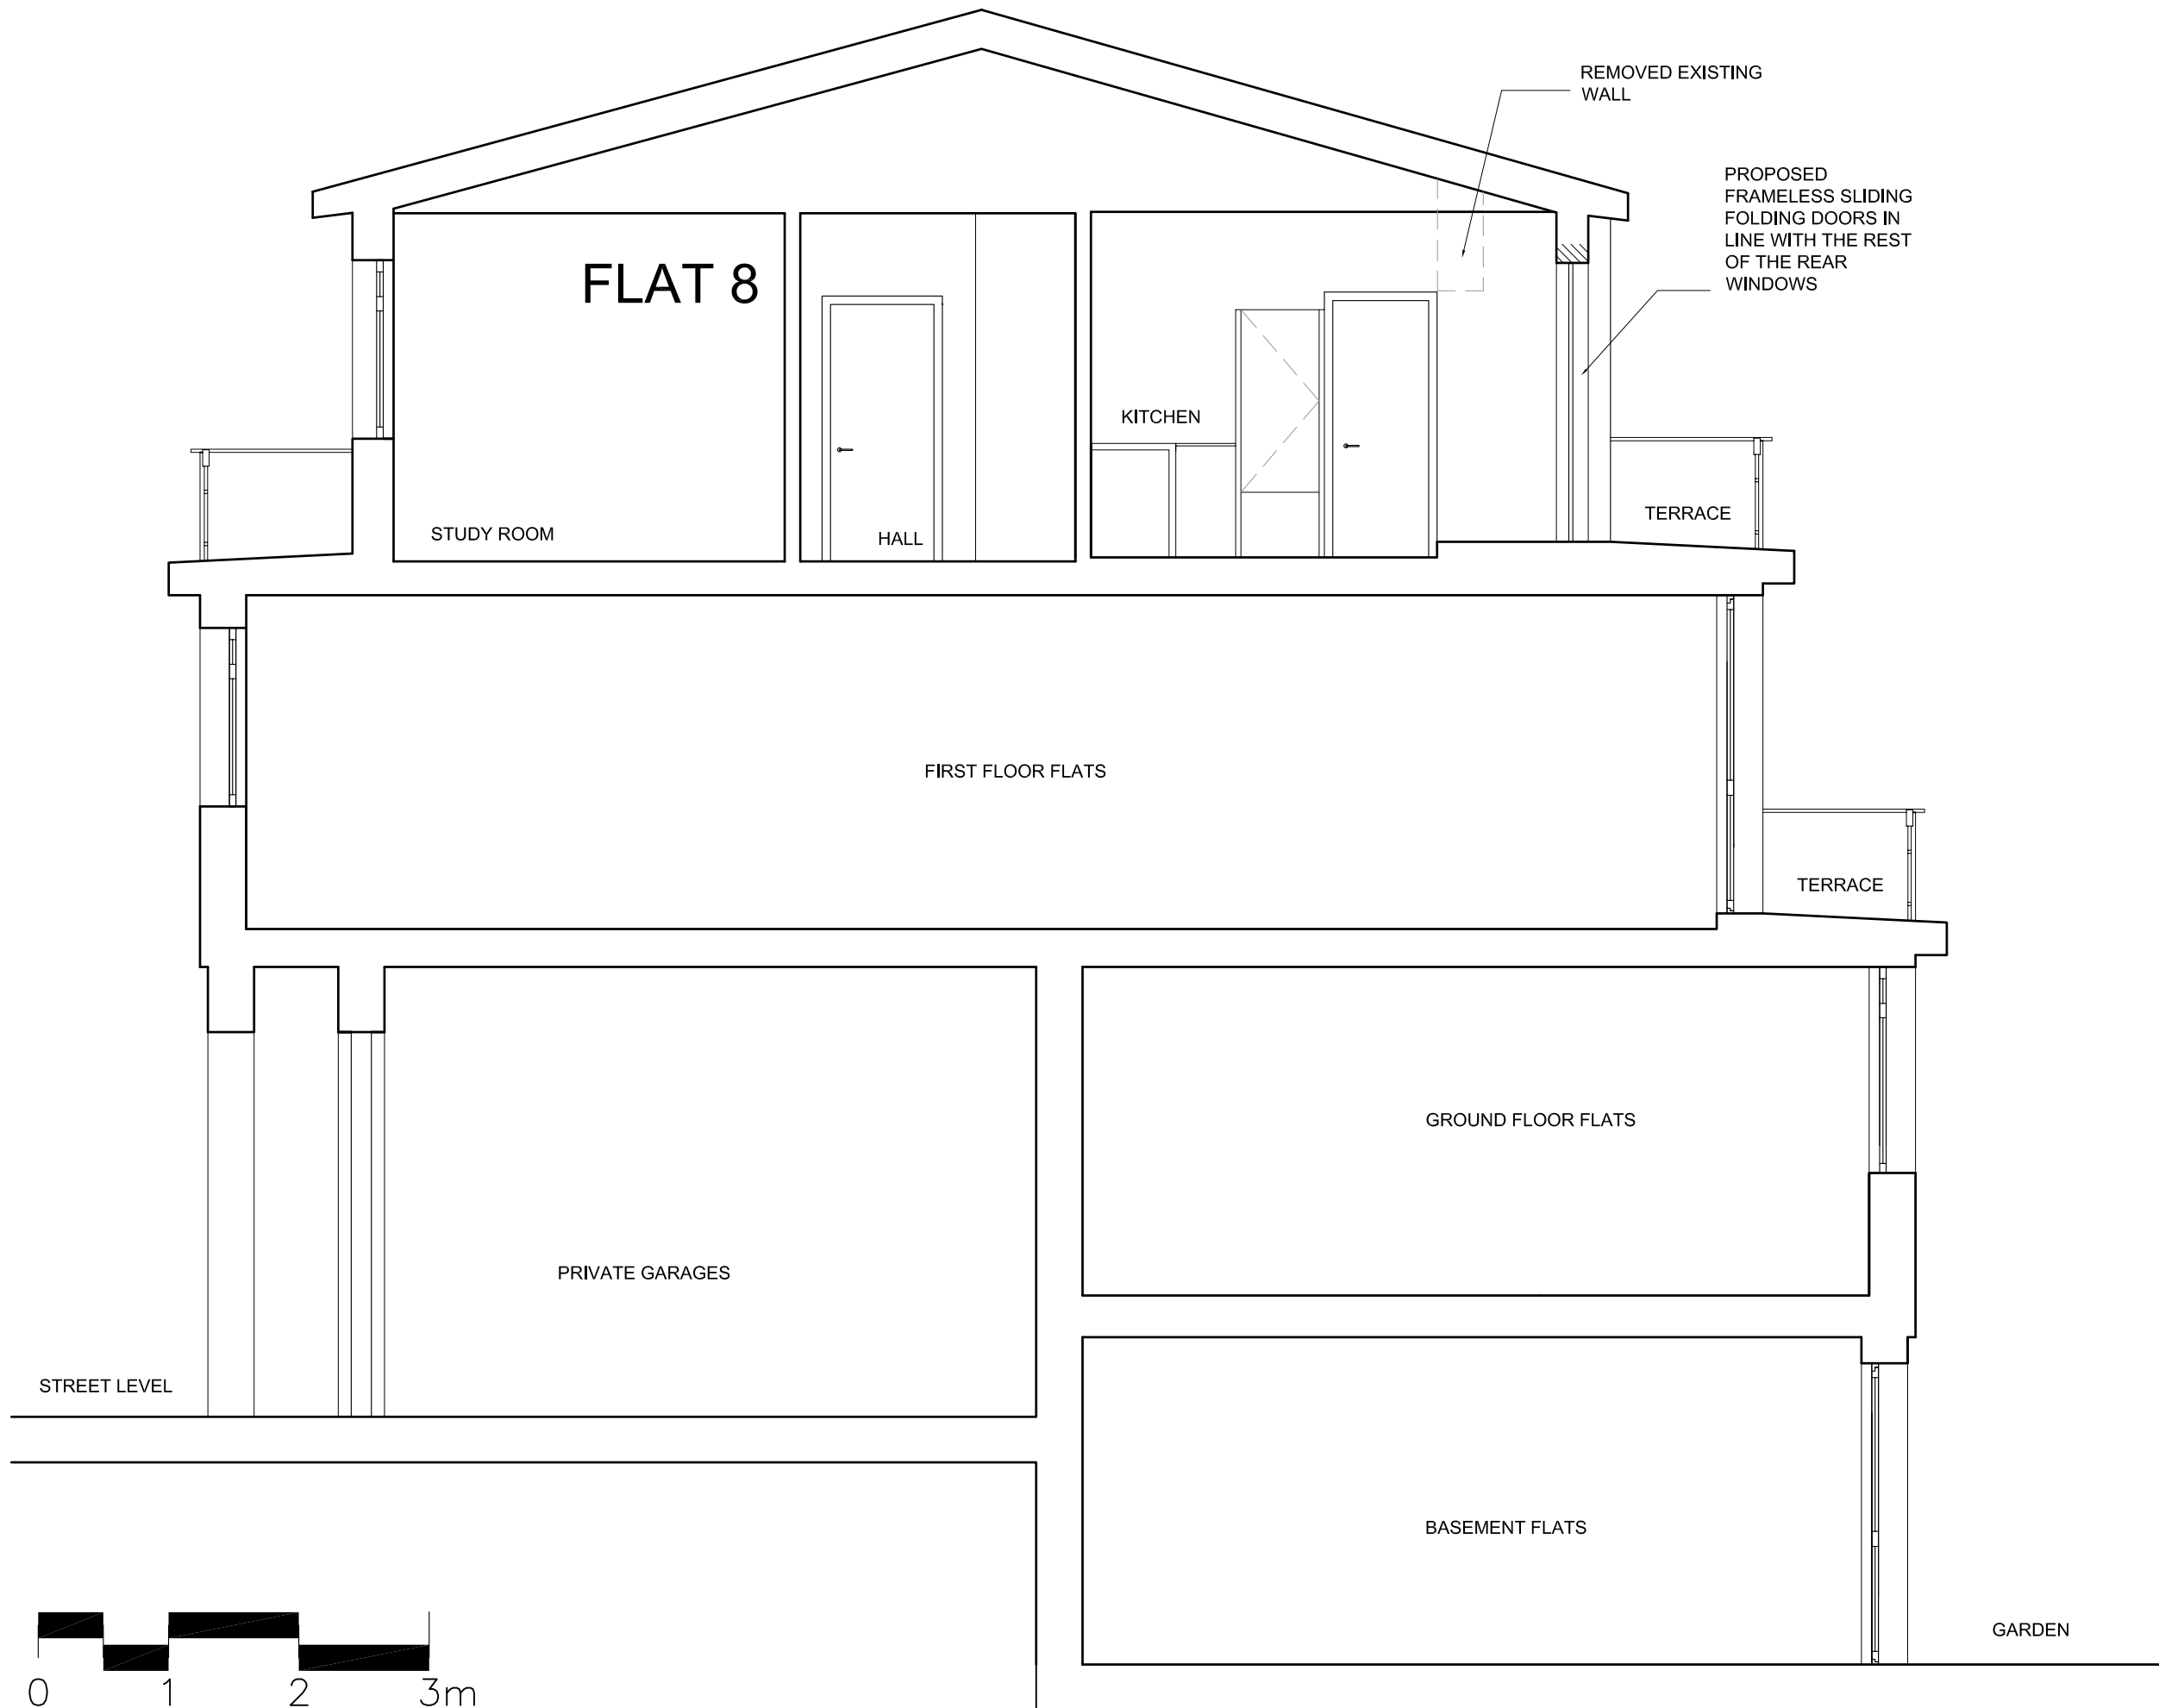 REMOVED EXISTING
WALL
PROPOSED
FRAMELESS SLIDING
FOLDING DOORS IN
LINE WITH THE REST
OF THE REAR
WINDOWS
FLAT 8
KITCHEN
STUDY ROOM
HALL
TERRACE
FIRST FLOOR FLATS
TERRACE
GROUND FLOOR FLATS
PRIVATE GARAGES
STREET LEVEL
BASEMENT FLATS
GARDEN
0 1 2 3m